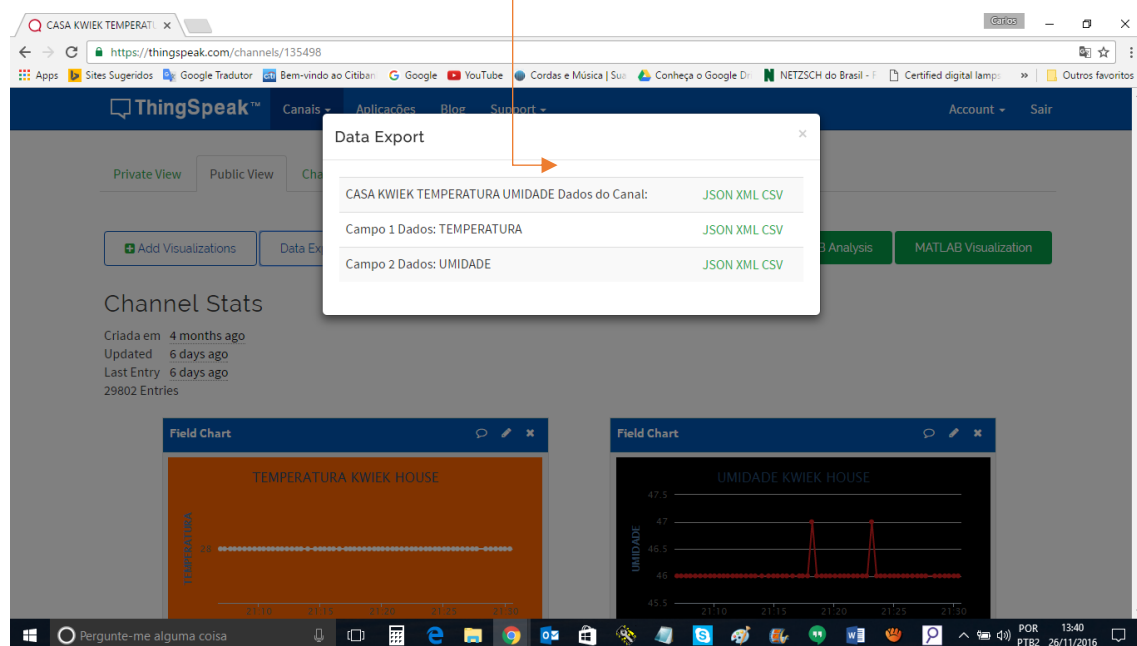 CASA KWIEK TEMPERATU
Carlos
https://thingspeak.com/channels/135498
Apps Sites Sugeridos Google Tradutor Bem-vindo ao Citiban Google YouTube Cordas e Música | Sua Conheça o Google Dri NETZSCH do Brasil - F Certified digital lamps » Outros favoritos
ThingSpeak™ Canais Aplicações Blog Support Account Sair
Data Export ×
Private View Public View Cha
CASA KWIEK TEMPERATURA UMIDADE Dados do Canal: JSON XML CSV
Campo 1 Dados: TEMPERATURA JSON XML CSV
Campo 2 Dados: UMIDADE JSON XML CSV
Add Visualizations Data Ex B Analysis MATLAB Visualization
Channel Stats
Criada em 4 months ago
Updated 6 days ago
Last Entry 6 days ago
29802 Entries
Field Chart
TEMPERATURA KWIEK HOUSE
TEMPERATURA
28
21:10 21:15 21:20 21:25 21:30
Field Chart
UMIDADE KWIEK HOUSE
UMIDADE
47.5
47
46.5
46
45.5
21:10 21:15 21:20 21:25 21:30
Pergunte-me alguma coisa
POR 13:40
PTB2 26/11/2016